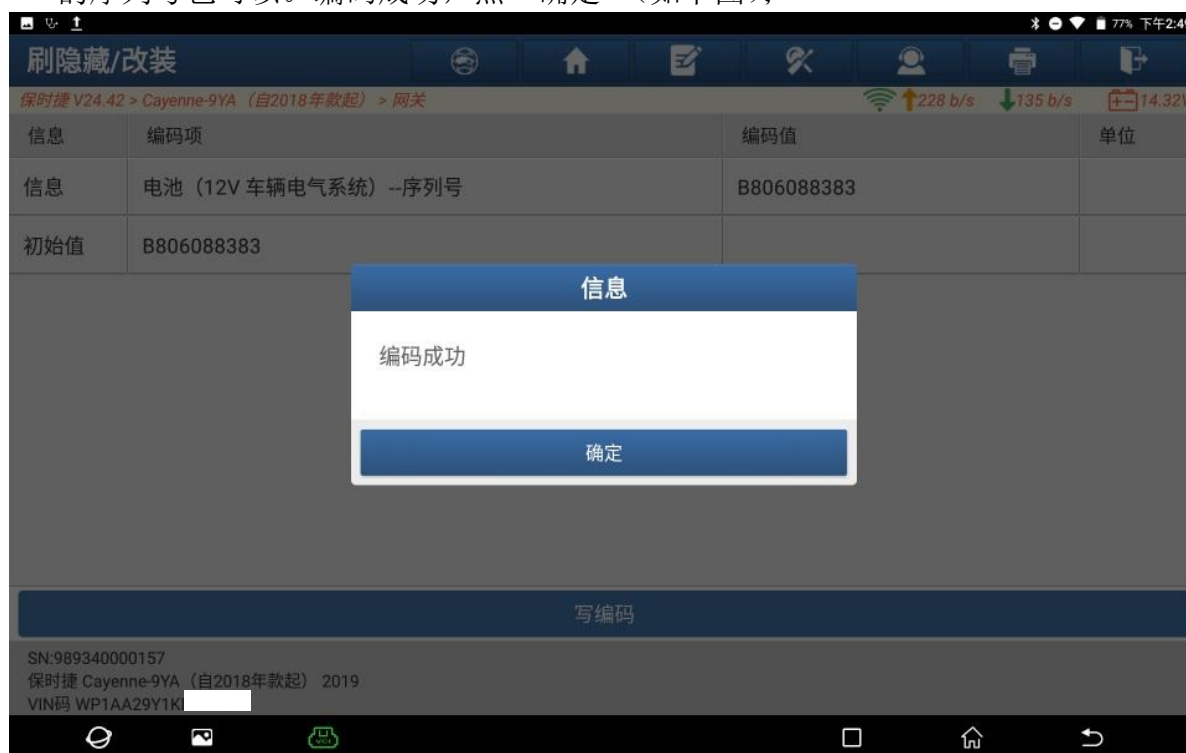 刷隐藏/改装
77% 下午2:49
保时捷 V24.42 > Cayenne-9YA（自2018年款起）> 网关
228 b/s 135 b/s 14.32V
信息 编码项 编码值 单位
信息 电池（12V 车辆电气系统）--序列号 B806088383
初始值 B806088383
信息
编码成功
确定
写编码
SN:989340000157
保时捷 Cayenne-9YA（自2018年款起） 2019
VIN码 WP1AA29Y1K
VCI